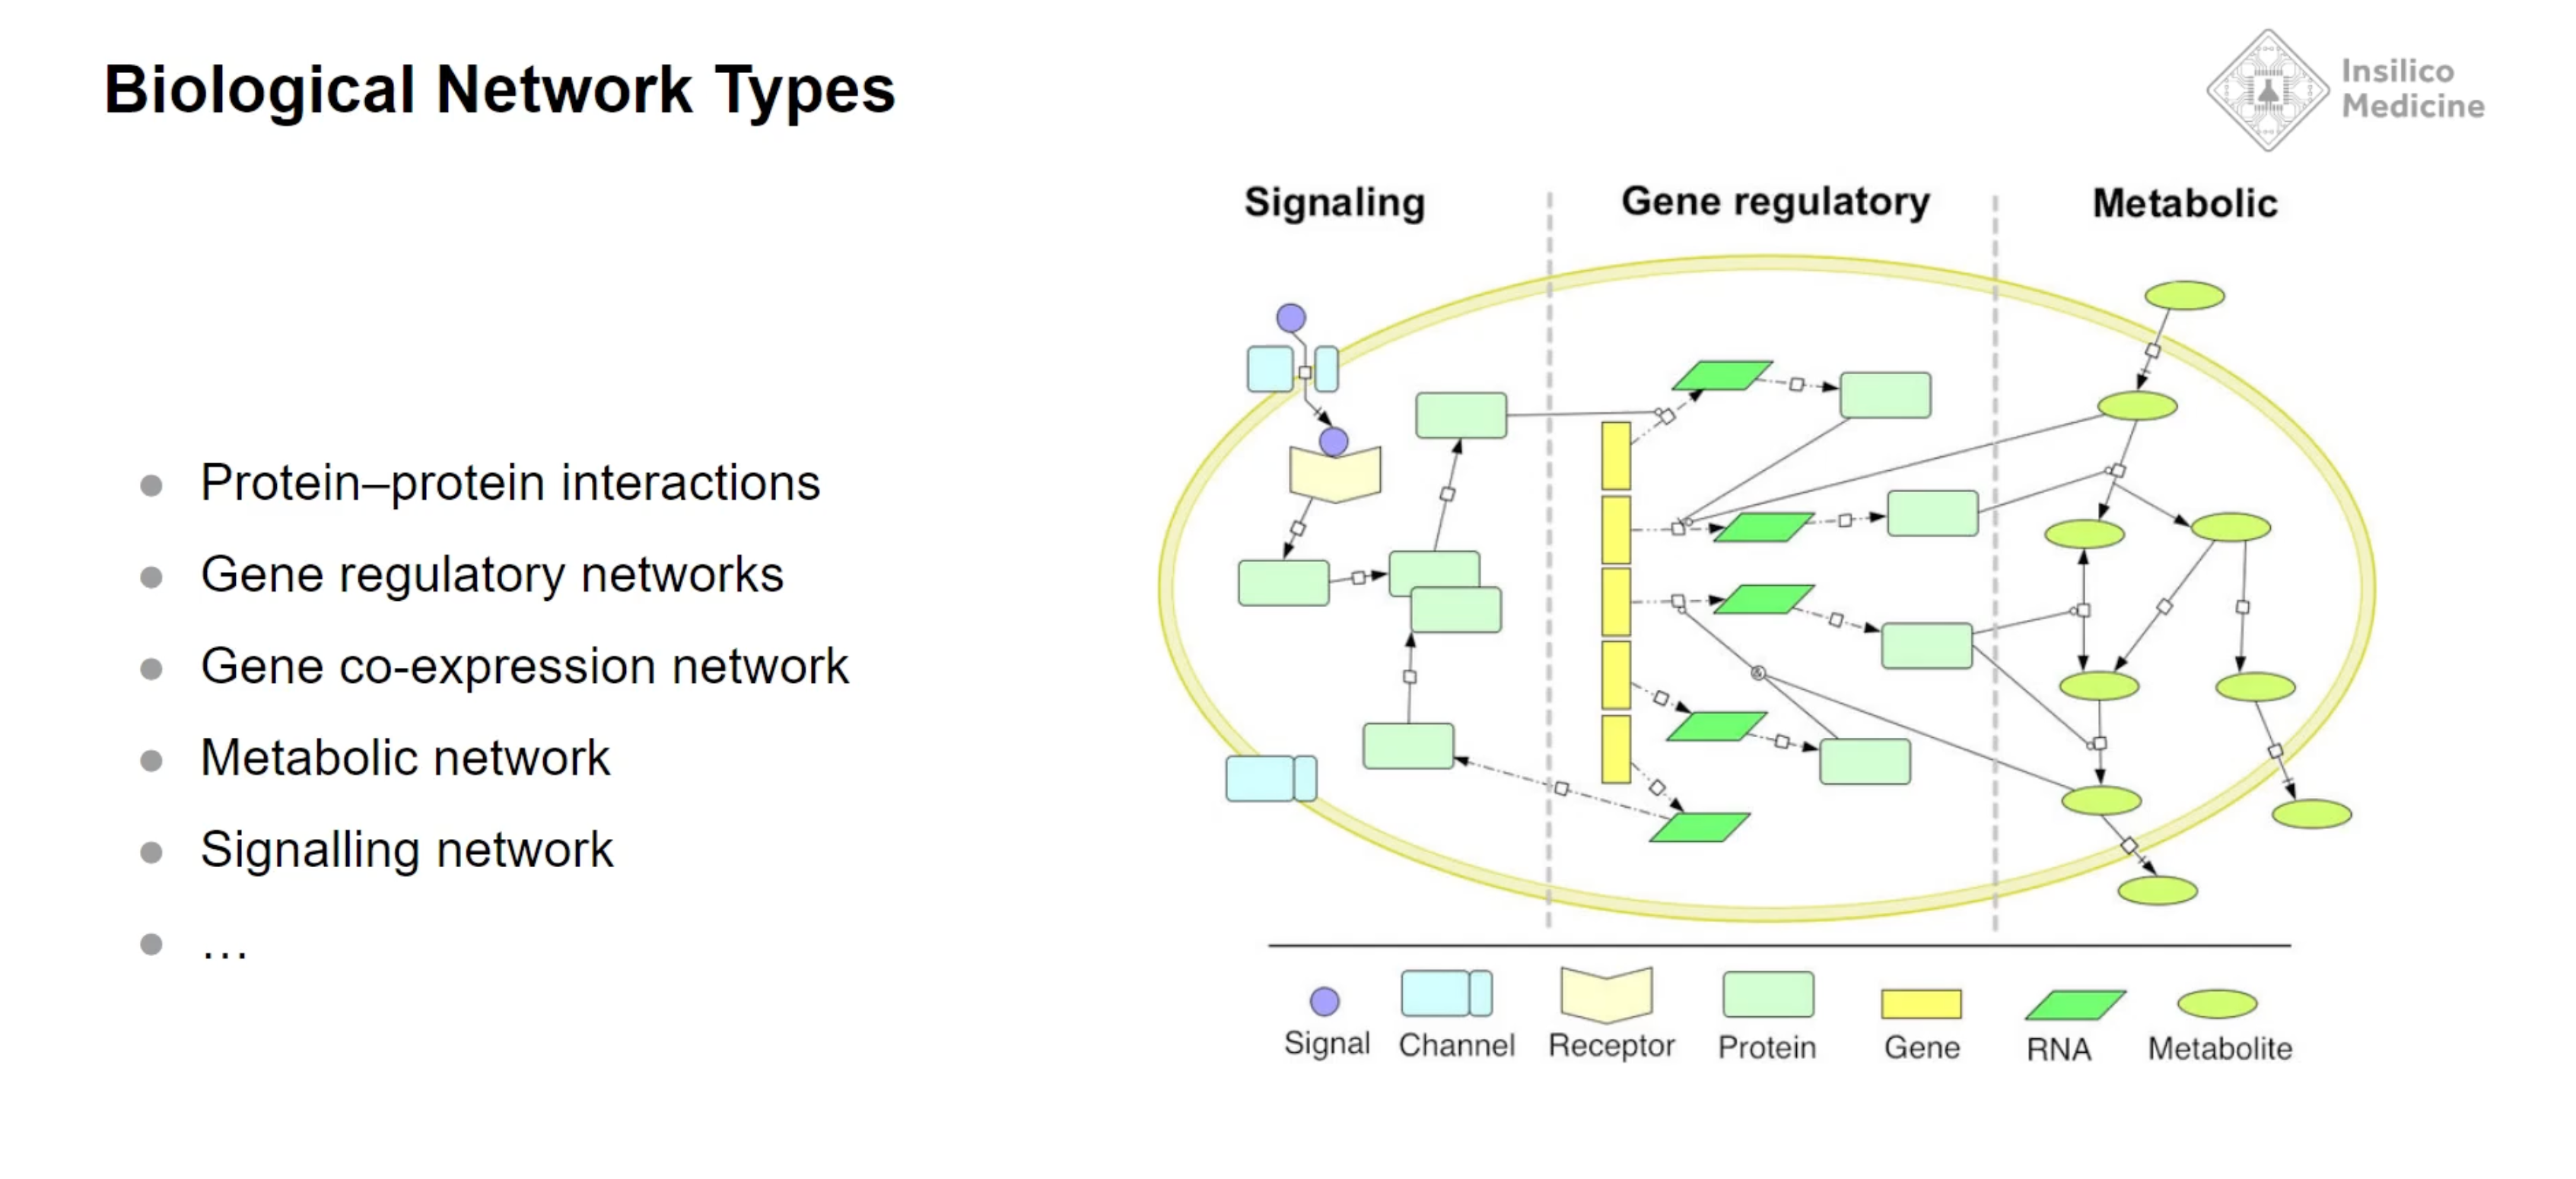 Biological Network Types
Insilico
Medicine
Protein–protein interactions
Gene regulatory networks
Gene co-expression network
Metabolic network
Signalling network
…
Signaling
Gene regulatory
Metabolic
Signal
Channel
Receptor
Protein
Gene
RNA
Metabolite